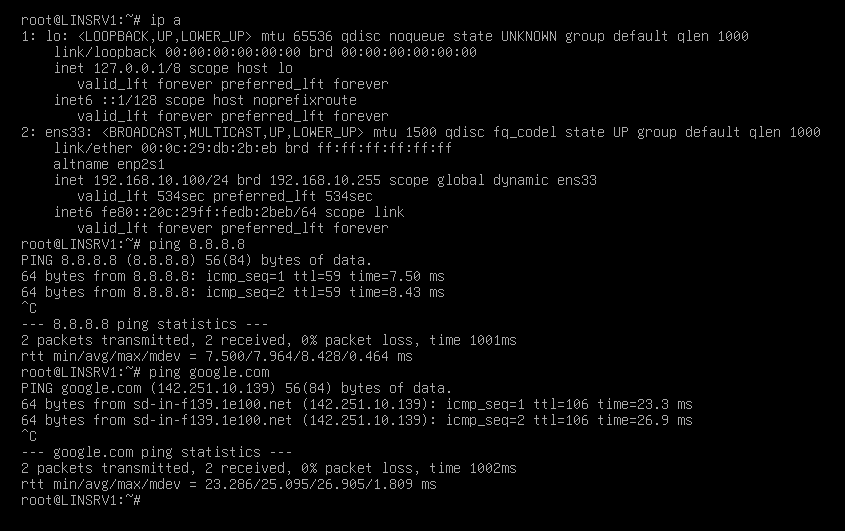 root@LINSRV1:~# ip a
1: lo: <LOOPBACK,UP,LOWER_UP> mtu 65536 qdisc noqueue state UNKNOWN group default qlen 1000
    link/loopback 00:00:00:00:00:00 brd 00:00:00:00:00:00
    inet 127.0.0.1/8 scope host lo
       valid_lft forever preferred_lft forever
    inet6 ::1/128 scope host noprefixroute
       valid_lft forever preferred_lft forever
2: ens33: <BROADCAST,MULTICAST,UP,LOWER_UP> mtu 1500 qdisc fq_codel state UP group default qlen 1000
    link/ether 00:0c:29:db:2b:eb brd ff:ff:ff:ff:ff:ff
    altname enp2s1
    inet 192.168.10.100/24 brd 192.168.10.255 scope global dynamic ens33
       valid_lft 534sec preferred_lft 534sec
    inet6 fe80::20c:29ff:fedb:2beb/64 scope link
       valid_lft forever preferred_lft forever
root@LINSRV1:~# ping 8.8.8.8
PING 8.8.8.8 (8.8.8.8) 56(84) bytes of data.
64 bytes from 8.8.8.8: icmp_seq=1 ttl=59 time=7.50 ms
64 bytes from 8.8.8.8: icmp_seq=2 ttl=59 time=8.43 ms
^C
--- 8.8.8.8 ping statistics ---
2 packets transmitted, 2 received, 0% packet loss, time 1001ms
rtt min/avg/max/mdev = 7.500/7.964/8.428/0.464 ms
root@LINSRV1:~# ping google.com
PING google.com (142.251.10.139) 56(84) bytes of data.
64 bytes from sd-in-f139.1e100.net (142.251.10.139): icmp_seq=1 ttl=106 time=23.3 ms
64 bytes from sd-in-f139.1e100.net (142.251.10.139): icmp_seq=2 ttl=106 time=26.9 ms
^C
--- google.com ping statistics ---
2 packets transmitted, 2 received, 0% packet loss, time 1002ms
rtt min/avg/max/mdev = 23.286/25.095/26.905/1.809 ms
root@LINSRV1:~#